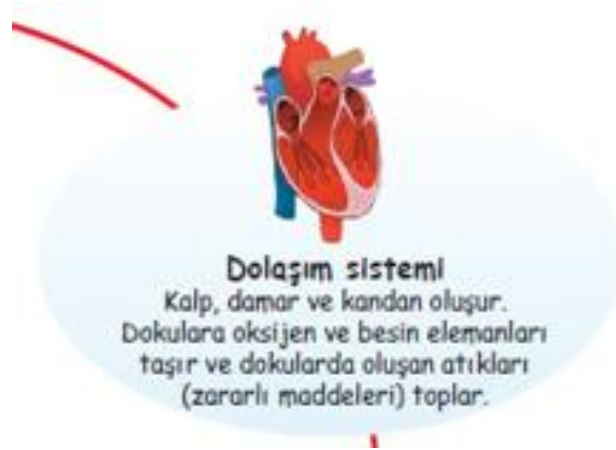 Dolaşım sistemi
Kalp, damar ve kandan oluşur.
Dokulara oksijen ve besin elemanları
taşır ve dokularda oluşan atıkları
(zararlı maddeleri) toplar.